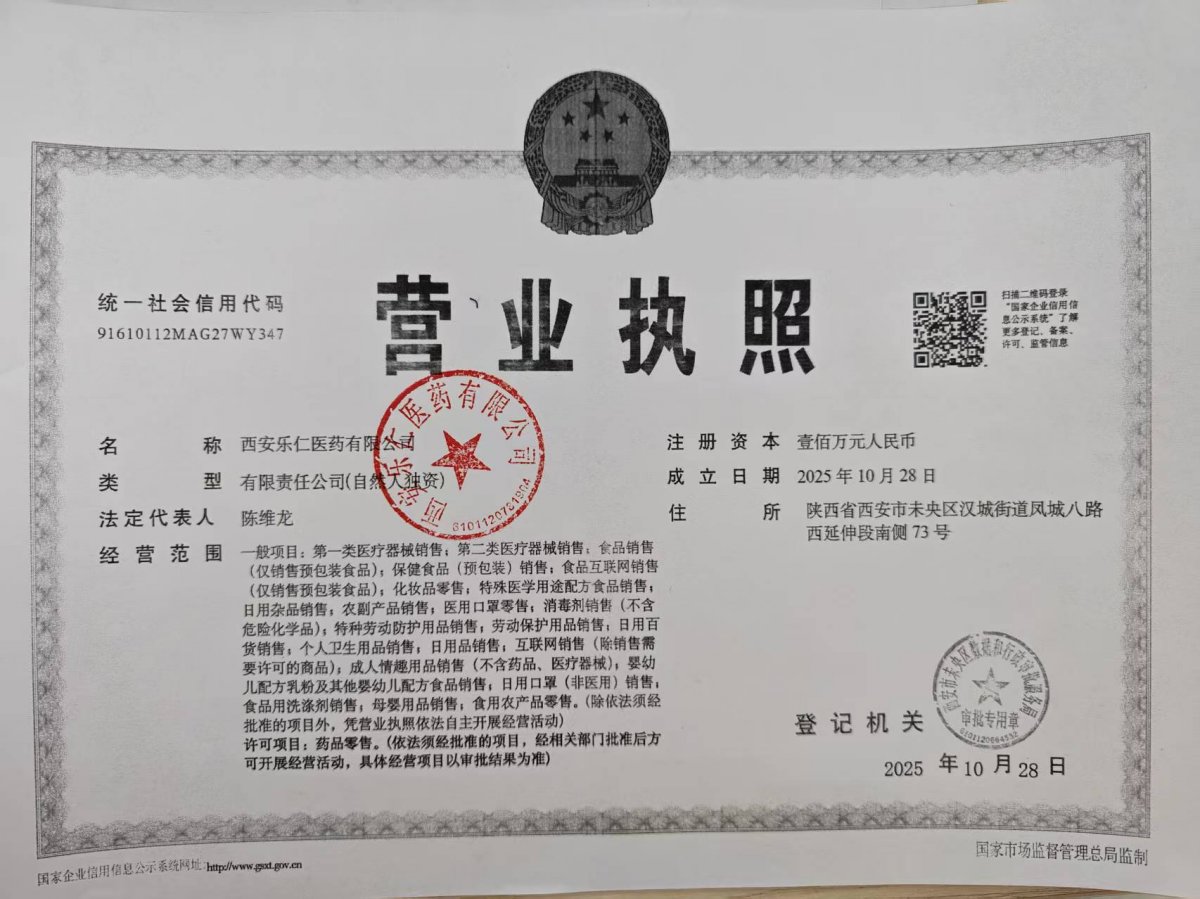 营业执照
统一社会信用代码
91610112MAG27WY347
扫描二维码登录
“国家企业信用信
息公示系统”了解
更多登记、备案、
许可、监管信息
名称 西安乐仁医药有限公司
类型 有限责任公司(自然人独资)
法定代表人 陈维龙
经营范围 一般项目：第一类医疗器械销售；第二类医疗器械销售；食品销售
（仅销售预包装食品）；保健食品（预包装）销售；食品互联网销售
（仅销售预包装食品）；化妆品零售；特殊医学用途配方食品销售；
日用杂品销售；农副产品销售；医用口罩零售；消毒剂销售（不含
危险化学品）；特种劳动防护用品销售；劳动保护用品销售；日用百
货销售；个人卫生用品销售；日用品销售；互联网销售（除销售需
要许可的商品）；成人情趣用品销售（不含药品、医疗器械）；婴幼
儿配方乳粉及其他婴幼儿配方食品销售；日用口罩（非医用）销售；
食品用洗涤剂销售；母婴用品销售；食用农产品零售。（除依法须经
批准的项目外，凭营业执照依法自主开展经营活动）
许可项目：药品零售。（依法须经批准的项目，经相关部门批准后方
可开展经营活动，具体经营项目以审批结果为准）
注册资本 壹佰万元人民币
成立日期 2025年10月28日
住所 陕西省西安市未央区汉城街道凤城八路
西延伸段南侧73号
西安乐仁医药有限公司
登记机关
西安市未央区数据和行政审批服务局
审批专用章
6101120664592
2025年10月28日
国家企业信用信息公示系统网址：http://www.gsxt.gov.cn
国家市场监督管理总局监制